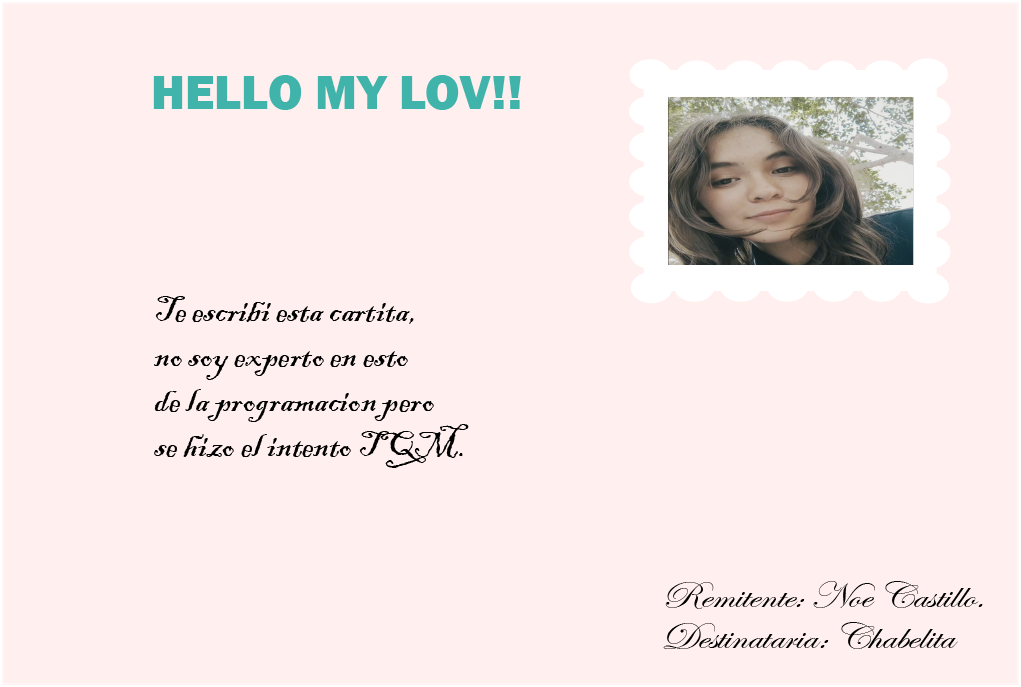 HELLO MY LOV!!
Te escribi esta cartita,
no soy experto en esto
de la programacion pero
se hizo el intento TQM.
Remitente: Noe Castillo.
Destinataria: Chabelita